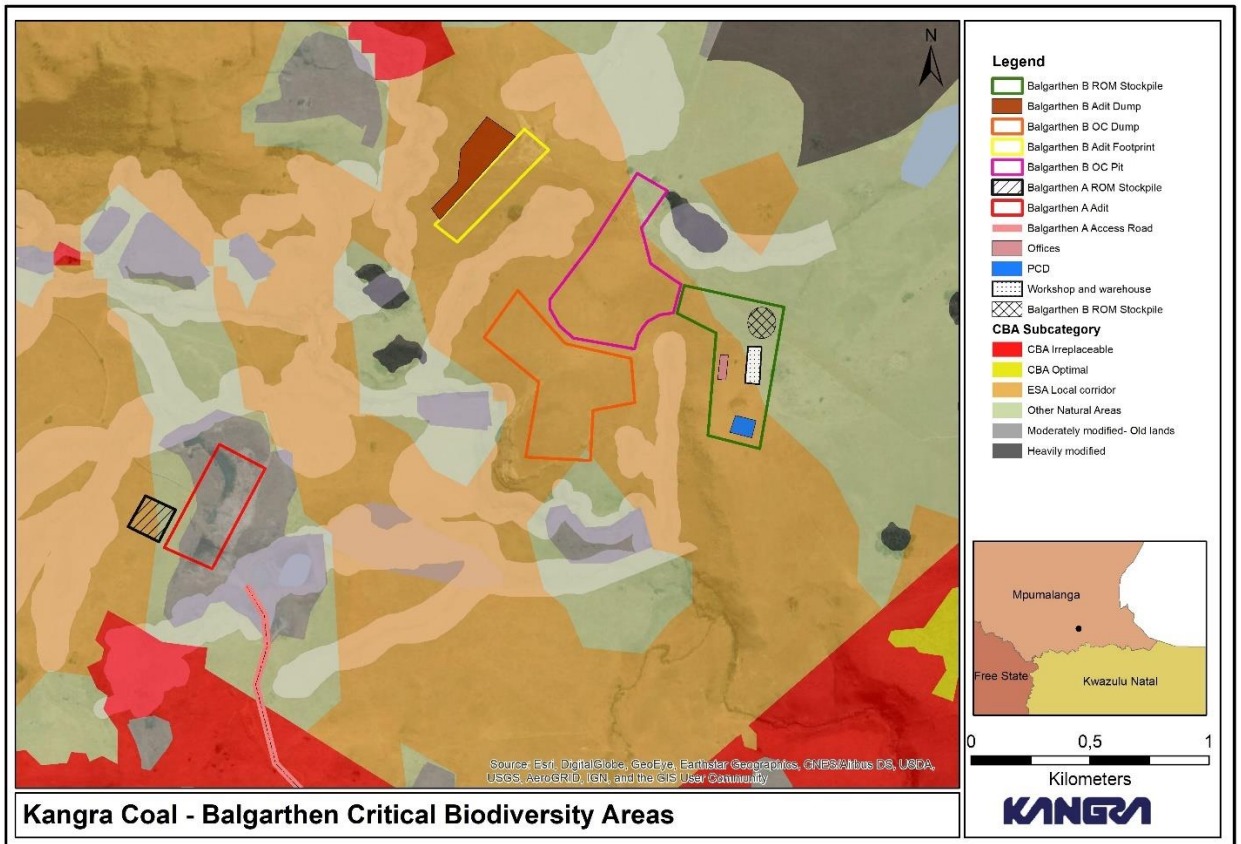 N
Source: Esri, DigitalGlobe, GeoEye, Earthstar Geographics, CNES/Airbus DS, USDA,
USGS, AeroGRID, IGN, and the GIS User Community
Kangra Coal - Balgarthen Critical Biodiversity Areas
Legend
Balgarthen B ROM Stockpile
Balgarthen B Adit Dump
Balgarthen B OC Dump
Balgarthen B Adit Footprint
Balgarthen B OC Pit
Balgarthen A ROM Stockpile
Balgarthen A Adit
Balgarthen A Access Road
Offices
PCD
Workshop and warehouse
Balgarthen B ROM Stockpile
CBA Subcategory
CBA Irreplaceable
CBA Optimal
ESA Local corridor
Other Natural Areas
Moderately modified- Old lands
Heavily modified
Mpumalanga
Free State
Kwazulu Natal
0 0,5 1
Kilometers
KANGRA